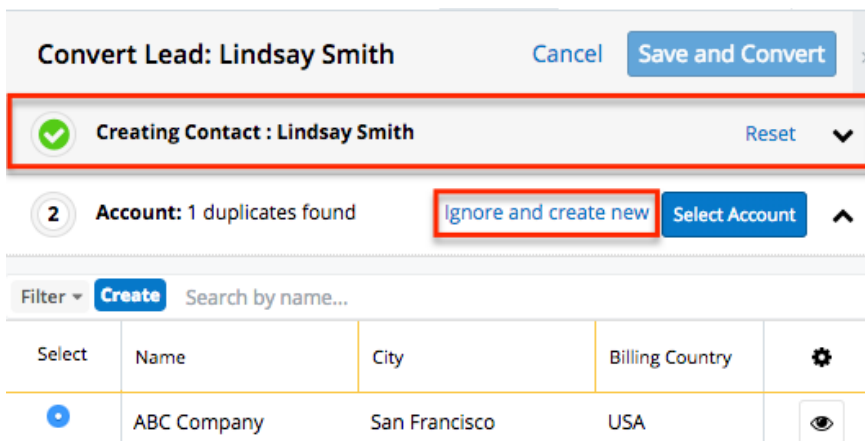 Convert Lead: Lindsay Smith Cancel Save and Convert
Creating Contact : Lindsay Smith Reset
2 Account: 1 duplicates found Ignore and create new Select Account
Filter Create Search by name...
Select Name City Billing Country
ABC Company San Francisco USA